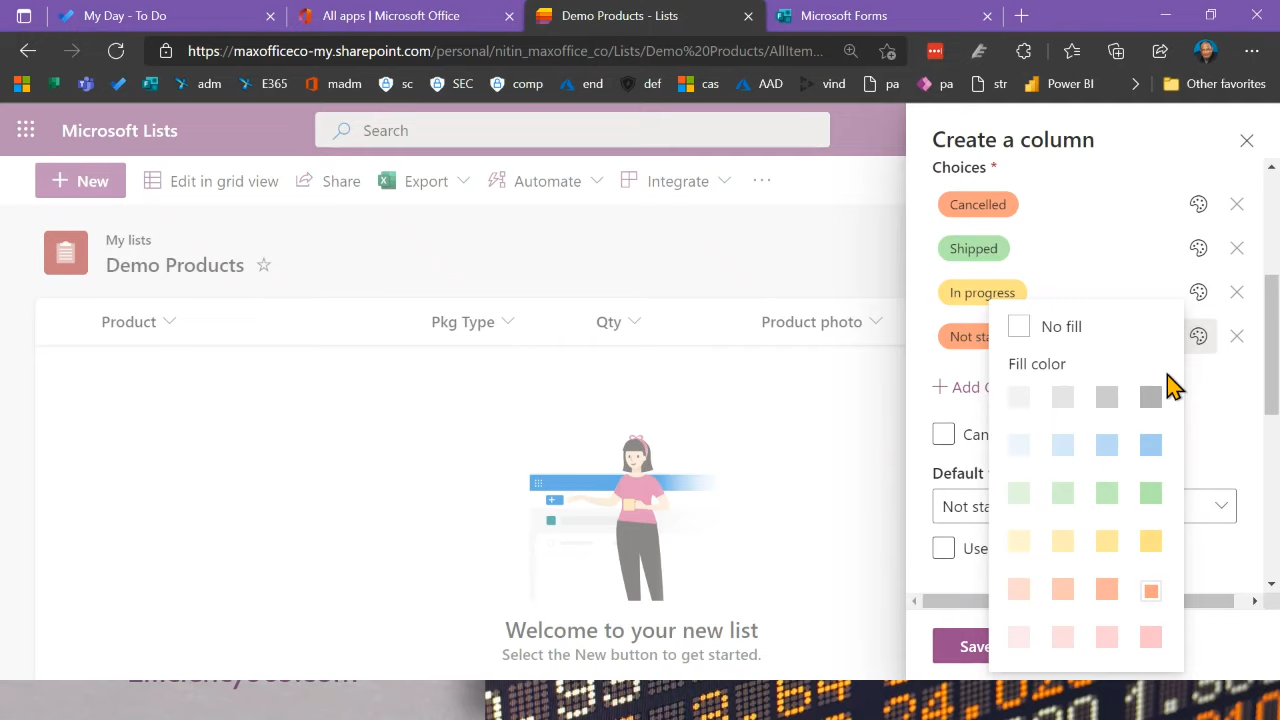 My Day - To Do
All apps | Microsoft Office
Demo Products - Lists
Microsoft Forms
https://maxofficeco-my.sharepoint.com/personal/nitin_maxoffice_co/Lists/Demo%20Products/AllItem...
adm E365 madm sc SEC comp end def cas AAD vind pa pa str Power BI Other favorites
Microsoft Lists
Search
New
Edit in grid view
Share
Export
Automate
Integrate
My lists
Demo Products
Product
Pkg Type
Qty
Product photo
Welcome to your new list
Select the New button to get started.
Create a column
Choices *
Cancelled
Shipped
In progress
Not sta
Add C
Can
Default
Not sta
Use
Save
No fill
Fill color